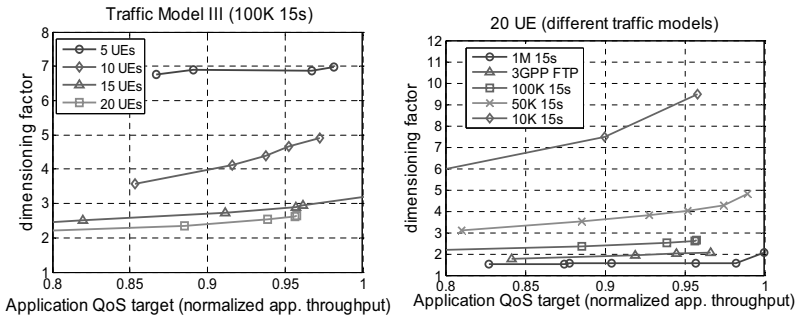 Traffic Model III (100K 15s)
8
7
6
5
4
3
2
1
dimensioning factor
5 UEs
10 UEs
15 UEs
20 UEs
0.8 0.85 0.9 0.95 1
Application QoS target (normalized app. throughput)
20 UE (different traffic models)
12
11
10
9
8
7
6
5
4
3
2
1
dimensioning factor
1M 15s
3GPP FTP
100K 15s
50K 15s
10K 15s
0.8 0.85 0.9 0.95 1
Application QoS target (normalized app. throughput)